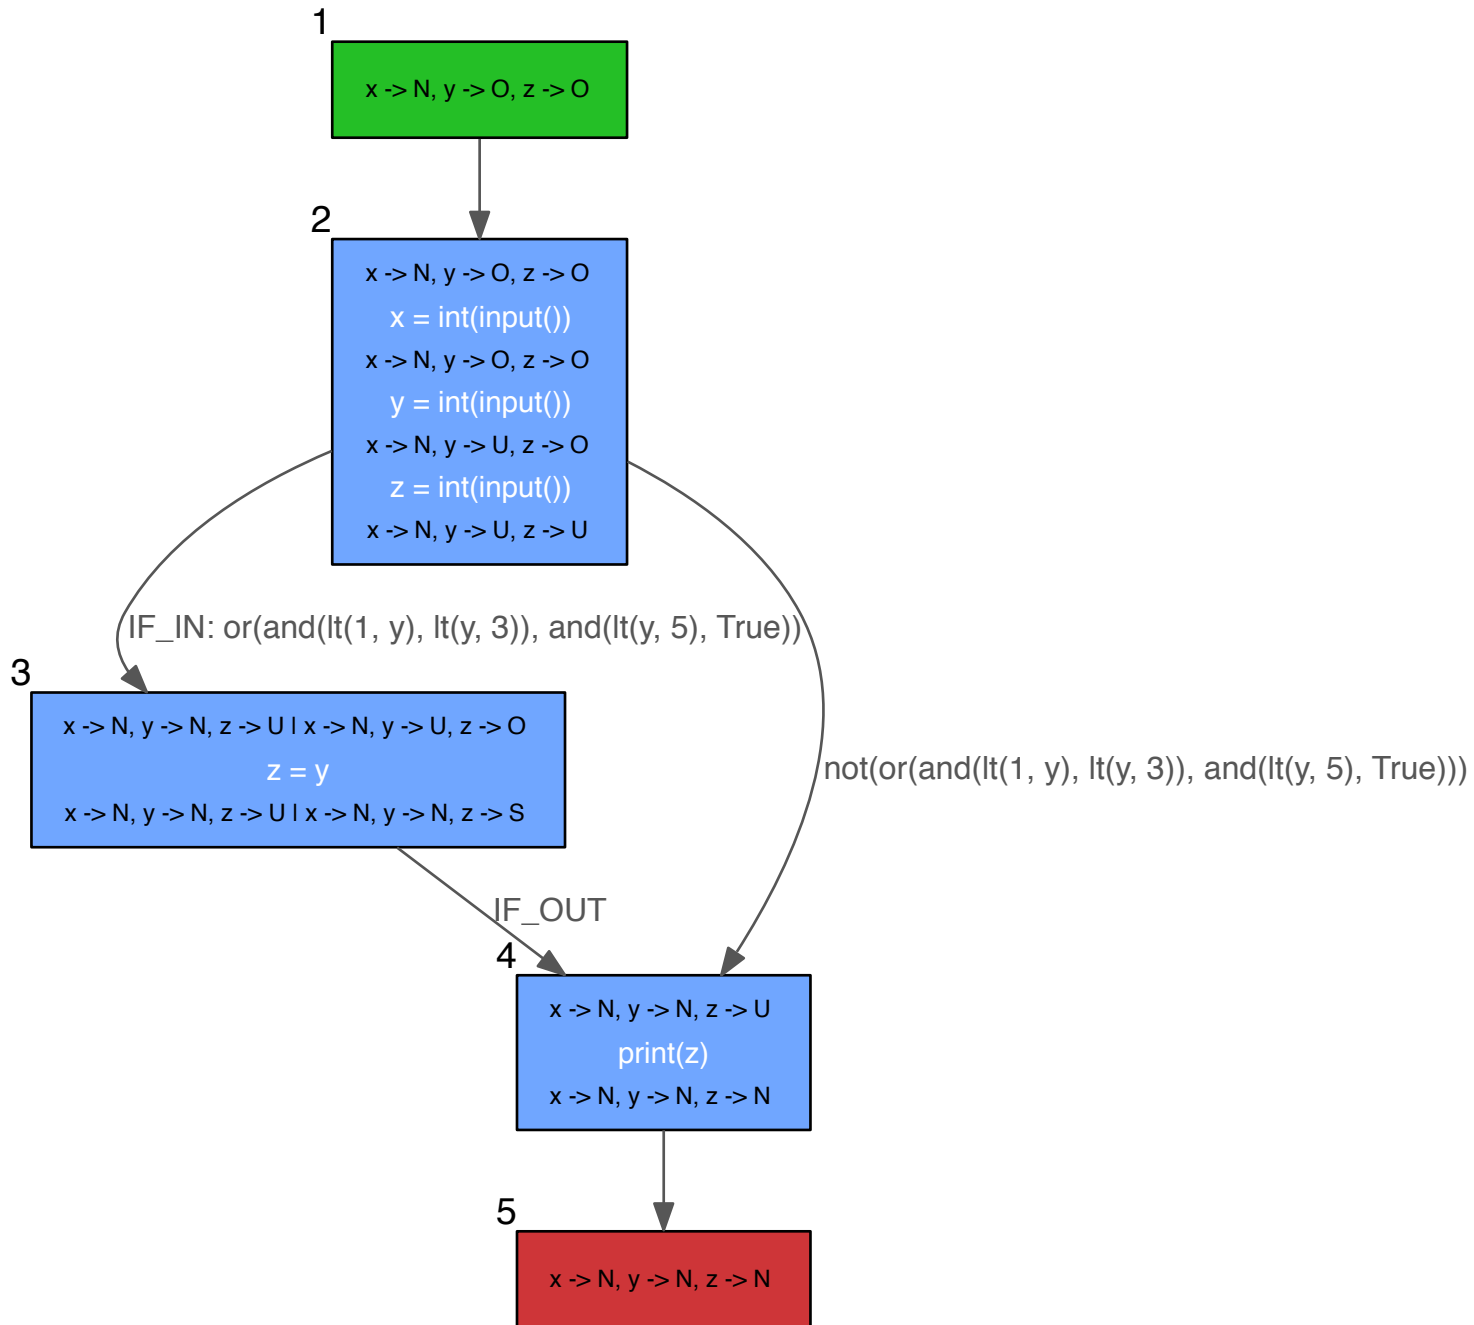 1
x -> N, y -> O, z -> O
2
x -> N, y -> O, z -> O
x = int(input())
x -> N, y -> O, z -> O
y = int(input())
x -> N, y -> U, z -> O
z = int(input())
x -> N, y -> U, z -> U
IF_IN: or(and(lt(1, y), lt(y, 3)), and(lt(y, 5), True))
3
x -> N, y -> N, z -> U | x -> N, y -> U, z -> O
z = y
x -> N, y -> N, z -> U | x -> N, y -> N, z -> S
not(or(and(lt(1, y), lt(y, 3)), and(lt(y, 5), True)))
IF_OUT
4
x -> N, y -> N, z -> U
print(z)
x -> N, y -> N, z -> N
5
x -> N, y -> N, z -> N